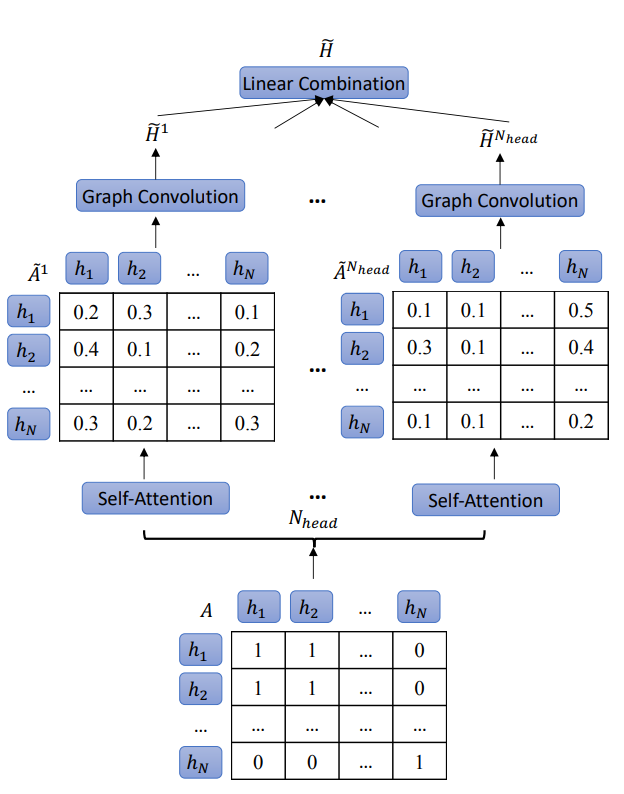 H̃
Linear Combination
H̃¹ H̃ᴺʰᵉᵃᵈ
Graph Convolution ... Graph Convolution
Ã¹ h₁ h₂ ... h_N Ãᴺʰᵉᵃᵈ h₁ h₂ ... h_N
h₁ 0.2 0.3 ... 0.1 h₁ 0.1 0.1 ... 0.5
h₂ 0.4 0.1 ... 0.2 ... h₂ 0.3 0.1 ... 0.4
... ... ... ... ... ... ... ... ... ...
h_N 0.3 0.2 ... 0.3 h_N 0.1 0.1 ... 0.2
Self-Attention ... Self-Attention
N_head
A h₁ h₂ ... h_N
h₁ 1 1 ... 0
h₂ 1 1 ... 0
... ... ... ... ...
h_N 0 0 ... 1